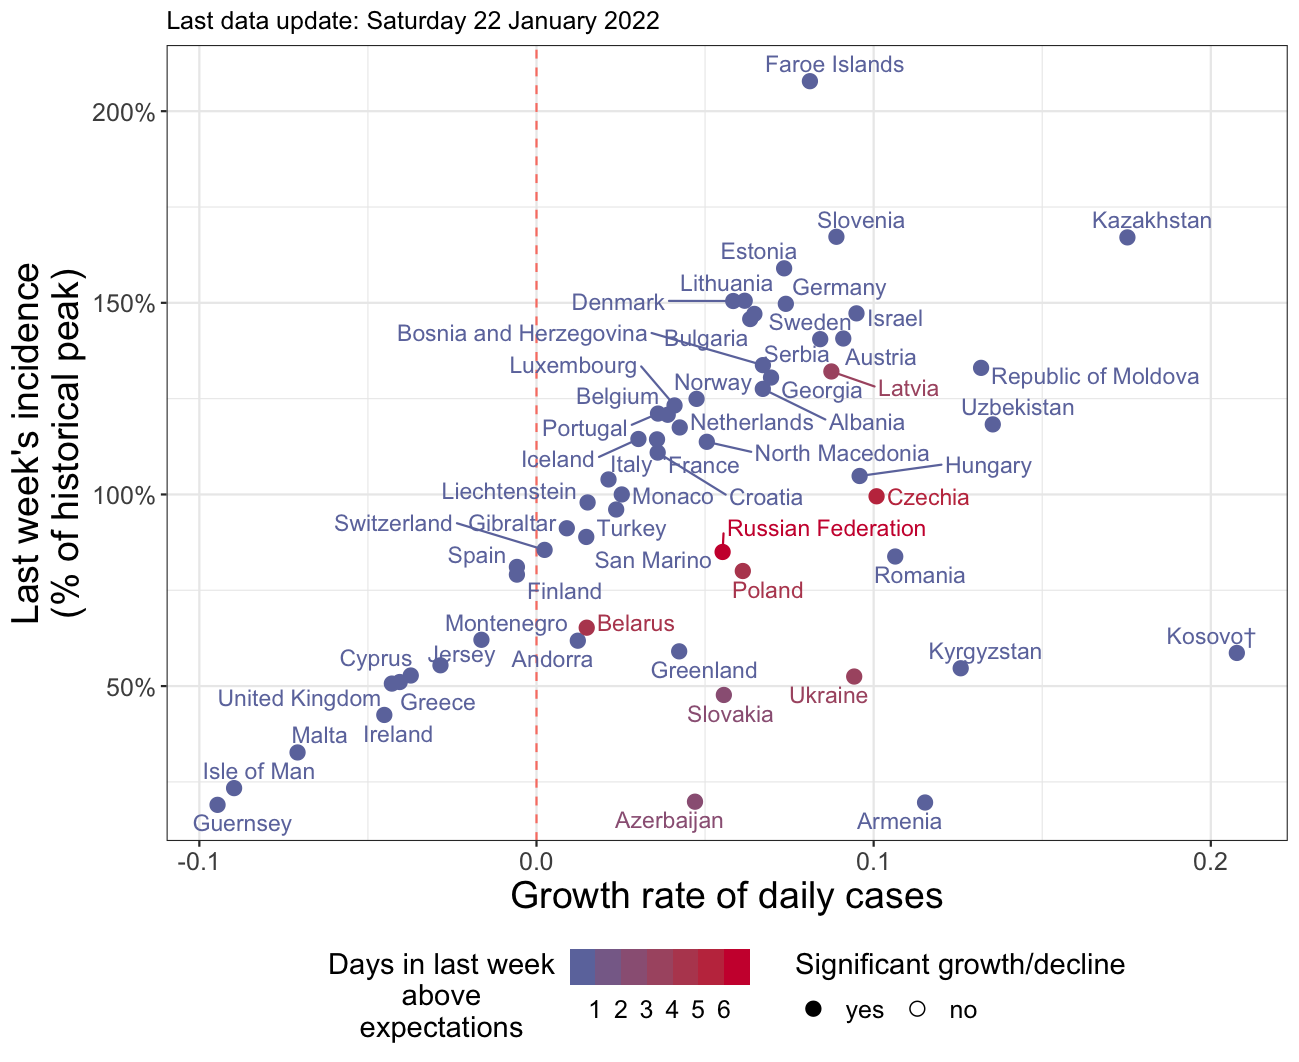 Last data update: Saturday 22 January 2022
Last week's incidence
(% of historical peak)
200%
150%
100%
50%
Faroe Islands
Slovenia
Kazakhstan
Estonia
Lithuania
Germany
Denmark
Sweden
Israel
Bosnia and Herzegovina
Bulgaria
Serbia
Austria
Luxembourg
Norway
Georgia
Latvia
Republic of Moldova
Belgium
Uzbekistan
Portugal
Netherlands
Albania
Iceland
Italy
France
North Macedonia
Hungary
Liechtenstein
Monaco
Croatia
Czechia
Switzerland
Gibraltar
Turkey
Russian Federation
Spain
San Marino
Romania
Finland
Poland
Montenegro
Belarus
Kosovo†
Cyprus
Jersey
Andorra
Kyrgyzstan
Greenland
United Kingdom
Greece
Ukraine
Slovakia
Malta
Ireland
Isle of Man
Guernsey
Azerbaijan
Armenia
-0.1
0.0
0.1
0.2
Growth rate of daily cases
Days in last week
above
expectations
1 2 3 4 5 6
Significant growth/decline
yes
no